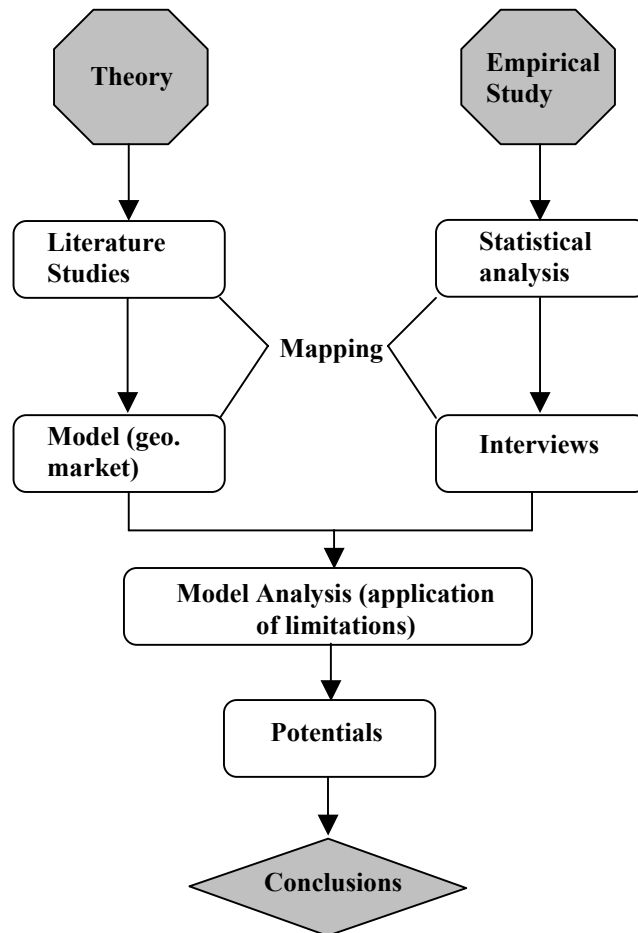 Theory
Empirical
Study
Literature
Studies
Statistical
analysis
Mapping
Model (geo.
market)
Interviews
Model Analysis (application
of limitations)
Potentials
Conclusions